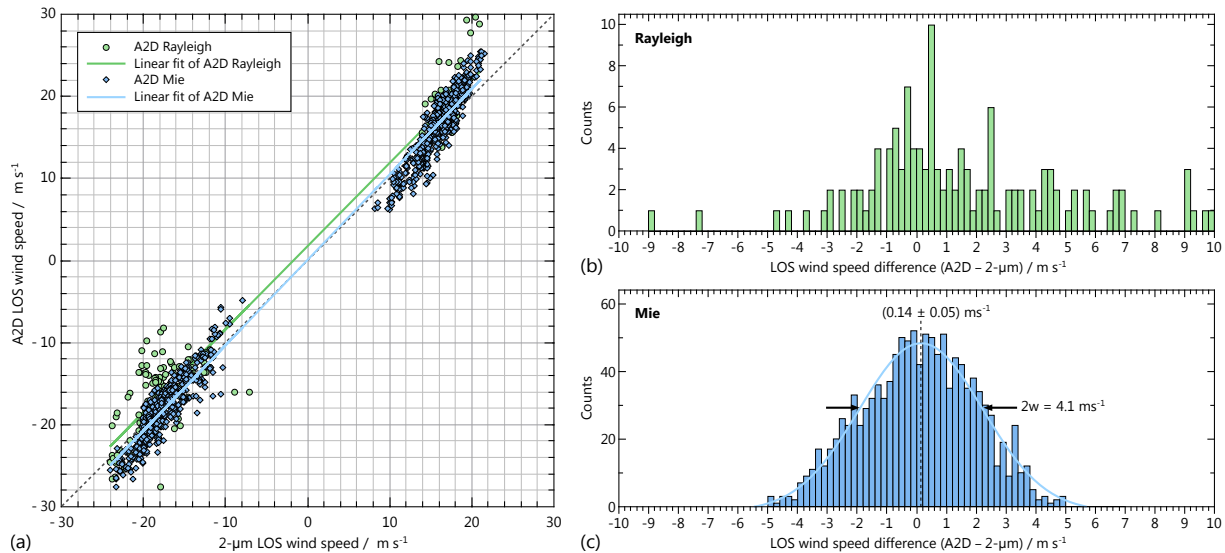 30
20
10
0
- 10
- 20
- 30
A2D LOS wind speed / m s-1
A2D Rayleigh
Linear fit of A2D Rayleigh
A2D Mie
Linear fit of A2D Mie
- 30 -20 -10 0 10 20 30
2-µm LOS wind speed / m s-1
(a)
Rayleigh
10
8
6
4
2
0
Counts
-10 -9 -8 -7 -6 -5 -4 -3 -2 -1 0 1 2 3 4 5 6 7 8 9 10
LOS wind speed difference (A2D – 2-µm) / m s-1
(b)
Mie
(0.14 ± 0.05) ms-1
2w = 4.1 ms-1
60
40
20
0
Counts
-10 -9 -8 -7 -6 -5 -4 -3 -2 -1 0 1 2 3 4 5 6 7 8 9 10
LOS wind speed difference (A2D – 2-µm) / m s-1
(c)